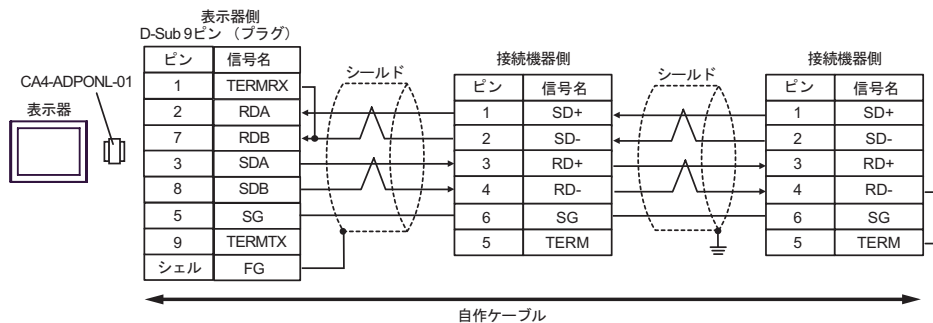 表示器側
D-Sub 9ピン （プラグ）
CA4-ADPONL-01
表示器
ピン 信号名
1 TERMRX
2 RDA
7 RDB
3 SDA
8 SDB
5 SG
9 TERMTX
シェル FG
シールド
接続機器側
ピン 信号名
1 SD+
2 SD-
3 RD+
4 RD-
6 SG
5 TERM
シールド
接続機器側
ピン 信号名
1 SD+
2 SD-
3 RD+
4 RD-
6 SG
5 TERM
自作ケーブル